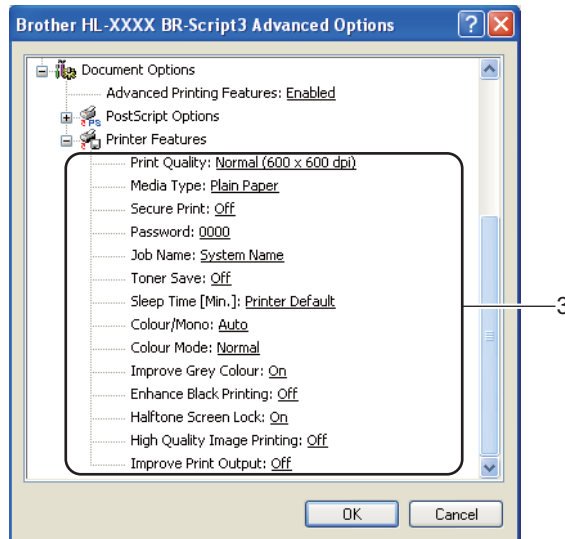 Brother HL-XXXX BR-Script3 Advanced Options
Document Options
Advanced Printing Features: Enabled
PostScript Options
Printer Features
Print Quality: Normal (600 x 600 dpi)
Media Type: Plain Paper
Secure Print: Off
Password: 0000
Job Name: System Name
Toner Save: Off
Sleep Time [Min.]: Printer Default
3
Colour/Mono: Auto
Colour Mode: Normal
Improve Grey Colour: On
Enhance Black Printing: Off
Halftone Screen Lock: On
High Quality Image Printing: Off
Improve Print Output: Off
OK Cancel